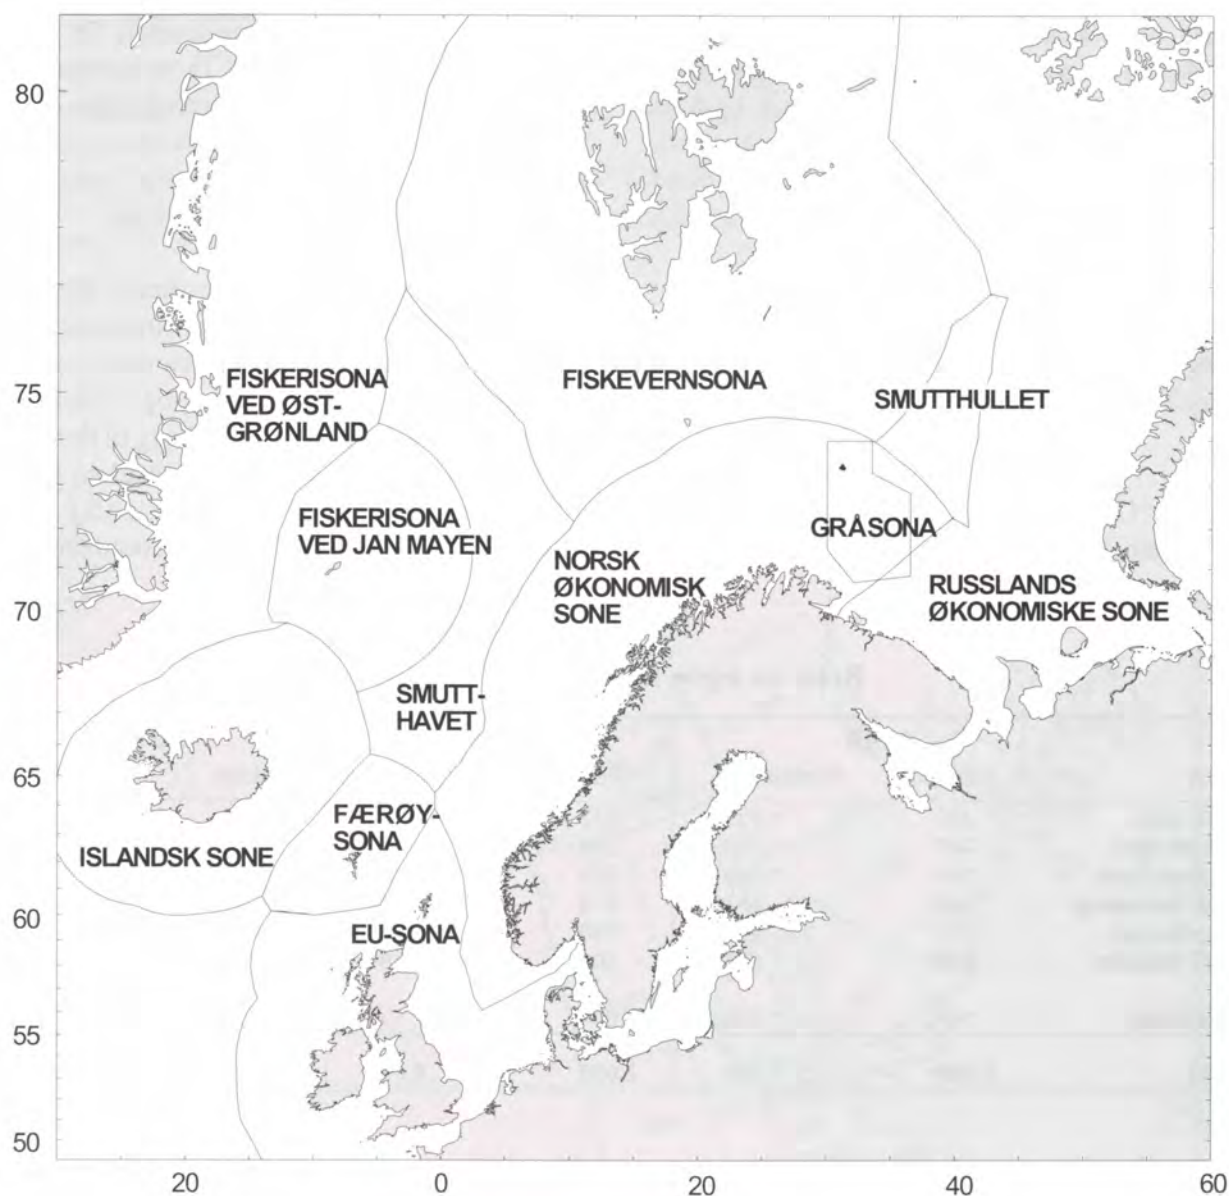 80
75
70
65
60
55
50
20
0
20
40
60
FISKERISONA
VED ØST-
GRØNLAND
FISKEVERNSONA
SMUTTHULLET
FISKERISONA
VED JAN MAYEN
GRÅSONA
NORSK
ØKONOMISK
SONE
RUSSLANDS
ØKONOMISKE SONE
SMUTT-
HAVET
FÆRØY-
SONA
ISLANDSK SONE
EU-SONA